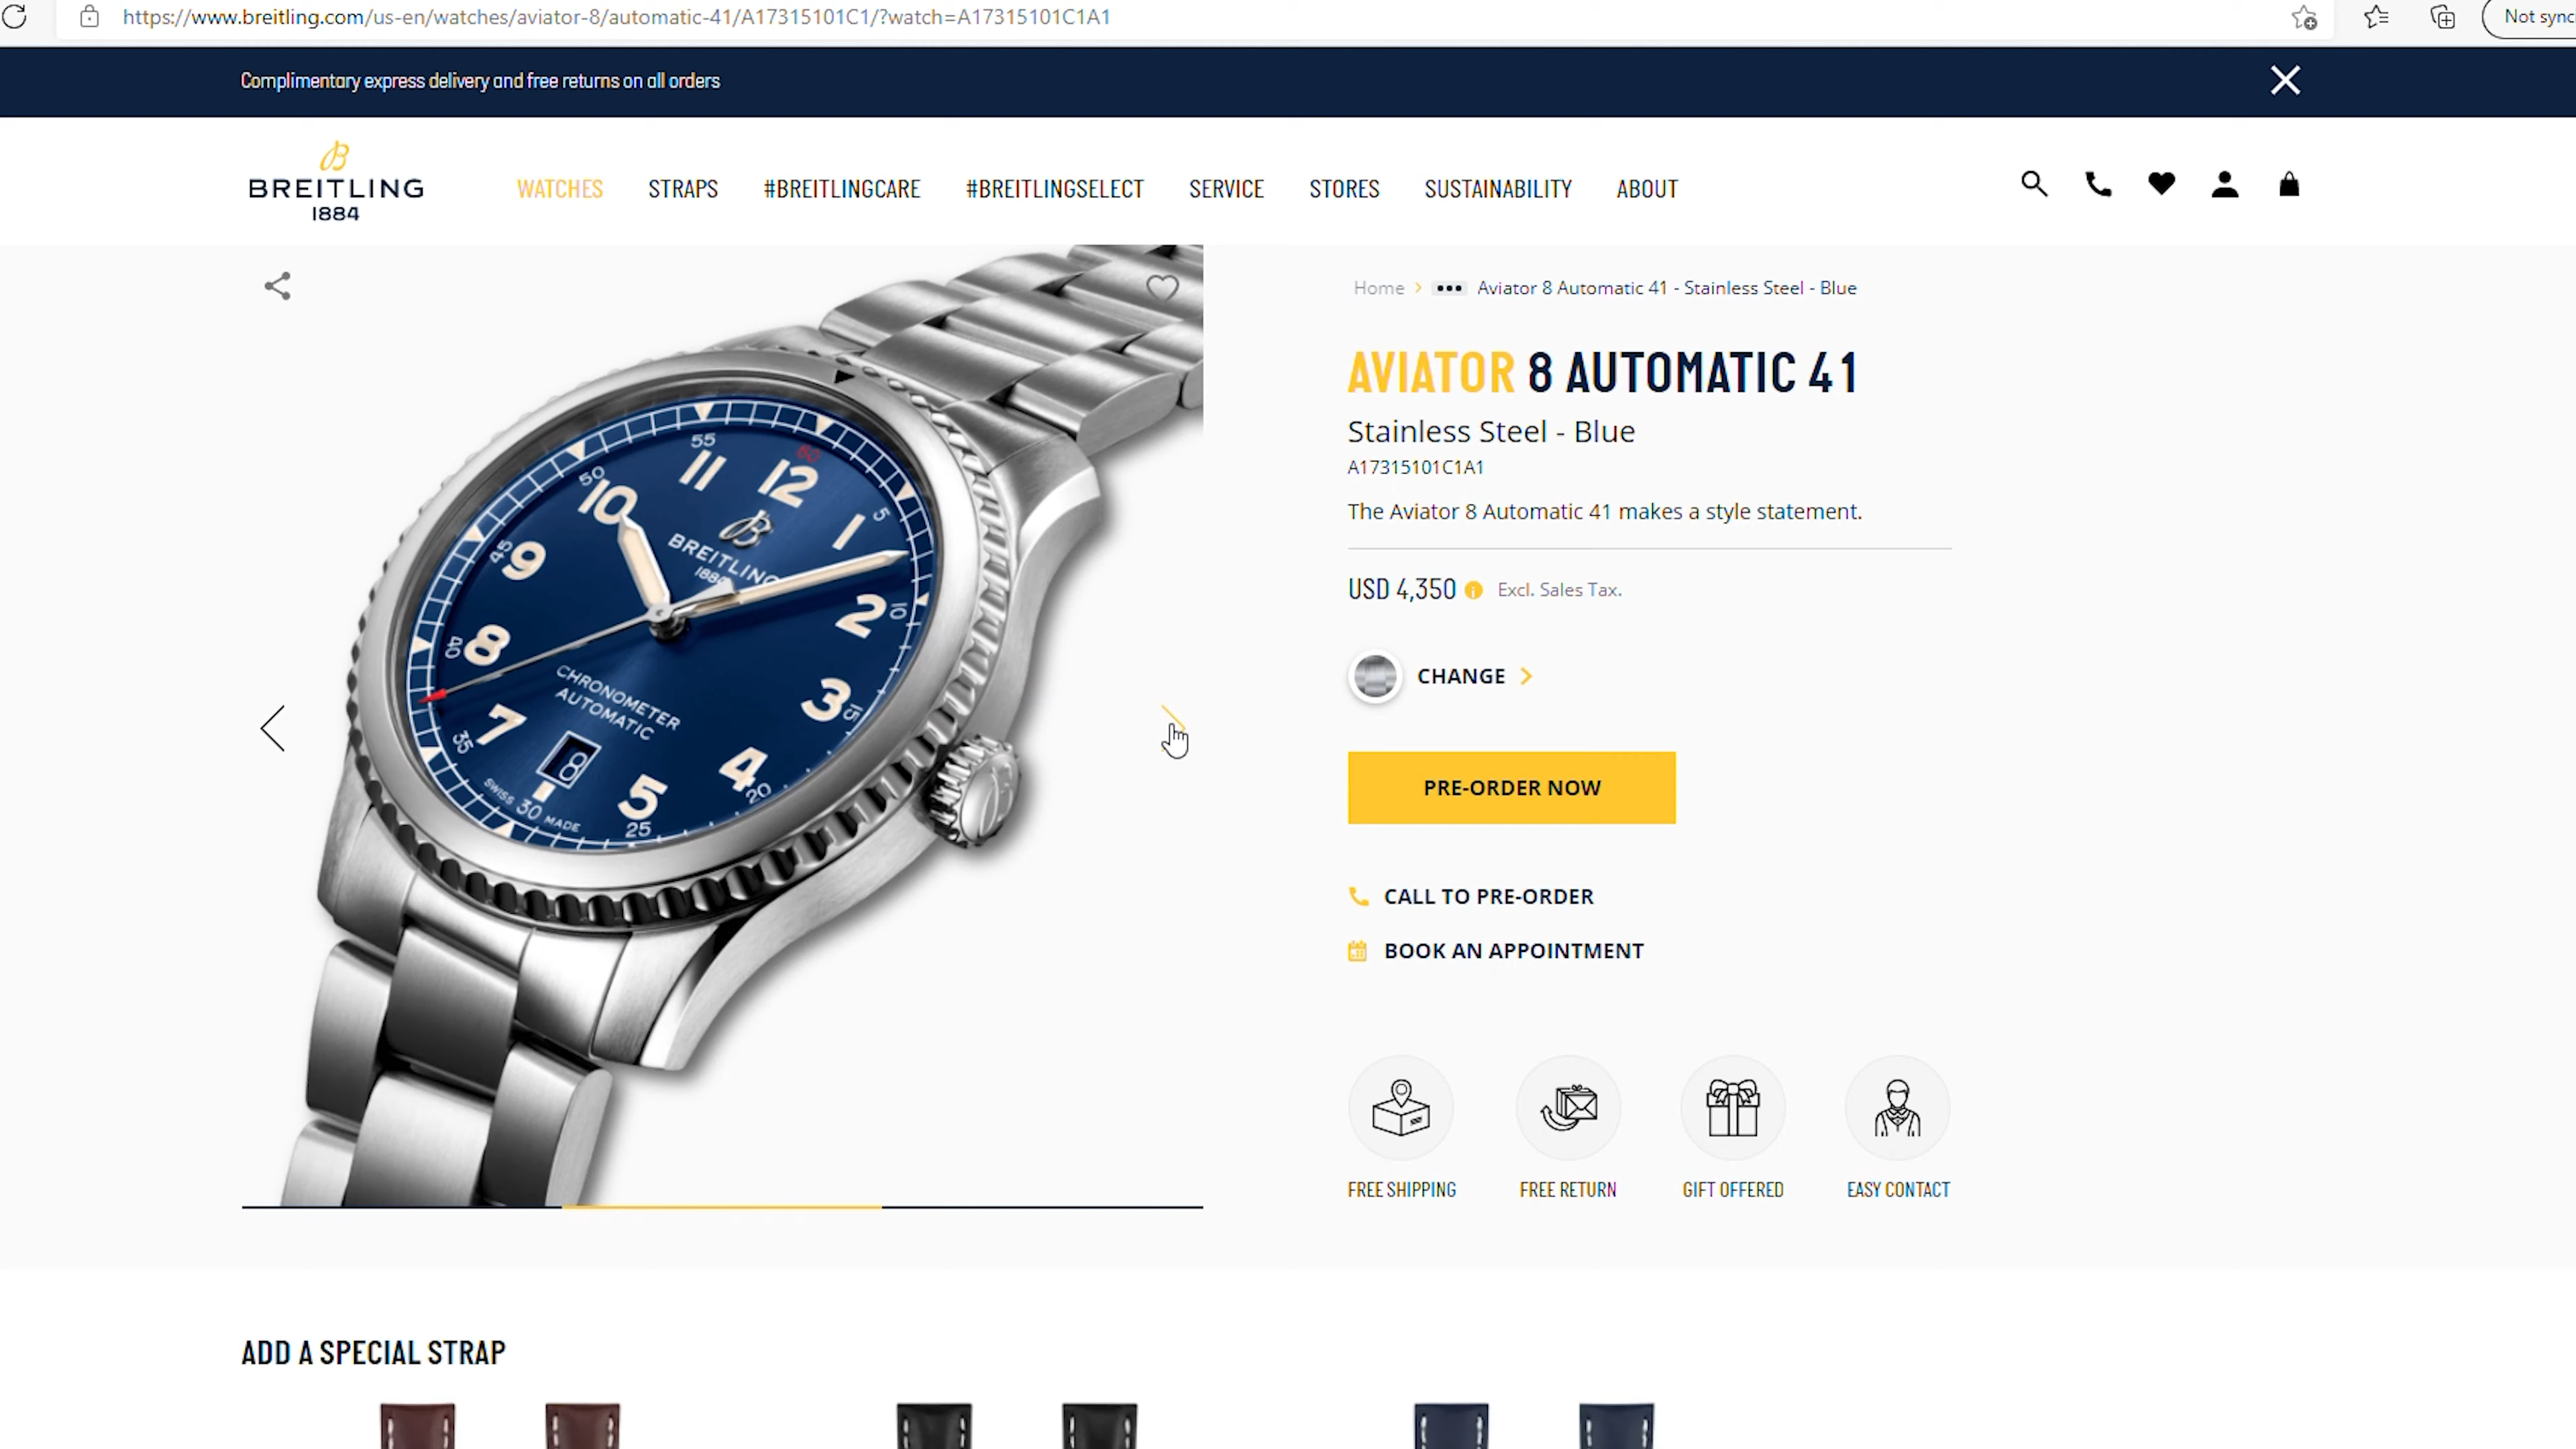 https://www.breitling.com/us-en/watches/aviator-8/automatic-41/A17315101C1/?watch=A17315101C1A1
Not sync
Complimentary express delivery and free returns on all orders
B
BREITLING
1884
WATCHES STRAPS #BREITLINGCARE #BREITLINGSELECT SERVICE STORES SUSTAINABILITY ABOUT
Home > ••• Aviator 8 Automatic 41 - Stainless Steel - Blue
AVIATOR 8 AUTOMATIC 41
Stainless Steel - Blue
A17315101C1A1
The Aviator 8 Automatic 41 makes a style statement.
USD 4,350 Excl. Sales Tax.
CHANGE >
PRE-ORDER NOW
CALL TO PRE-ORDER
BOOK AN APPOINTMENT
FREE SHIPPING FREE RETURN GIFT OFFERED EASY CONTACT
55 60
11 12
50 10 1 5
B
BREITLING
1884
45 9 2 10
40 8 3 15
CHRONOMETER
AUTOMATIC
35 7 8 5 4 20
SWISS 30 MADE 25
ADD A SPECIAL STRAP